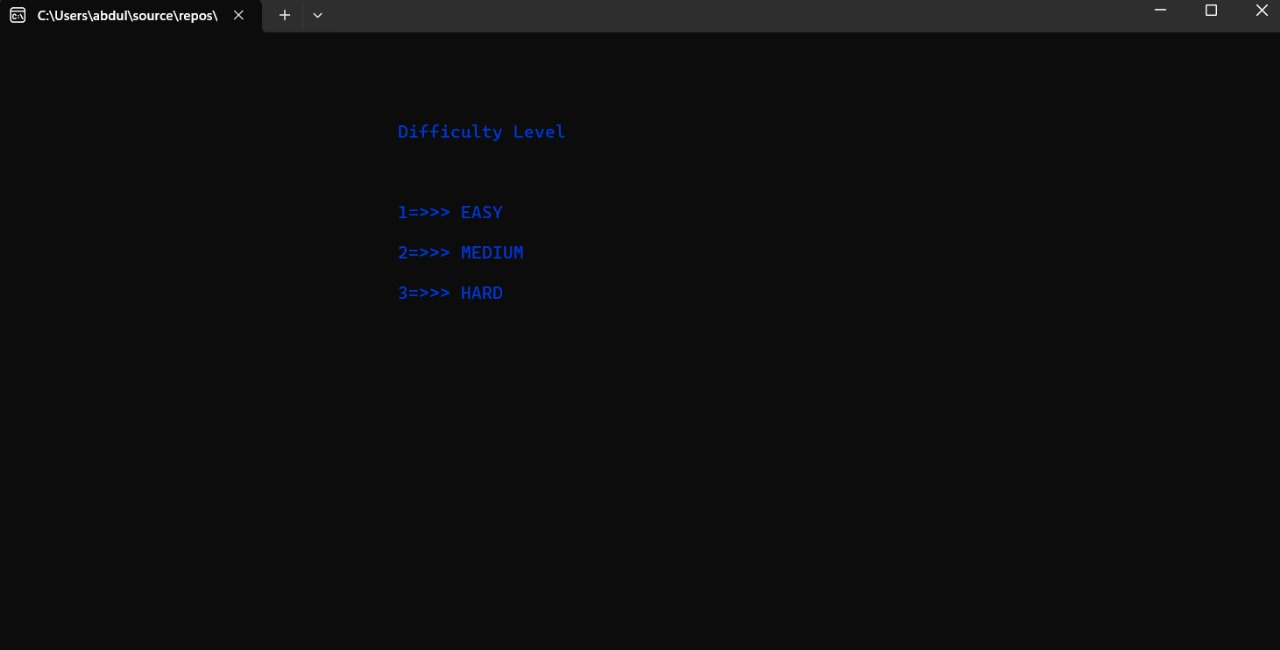 C:\Users\abdul\source\repos\
Difficulty Level
1=>>> EASY
2=>>> MEDIUM
3=>>> HARD